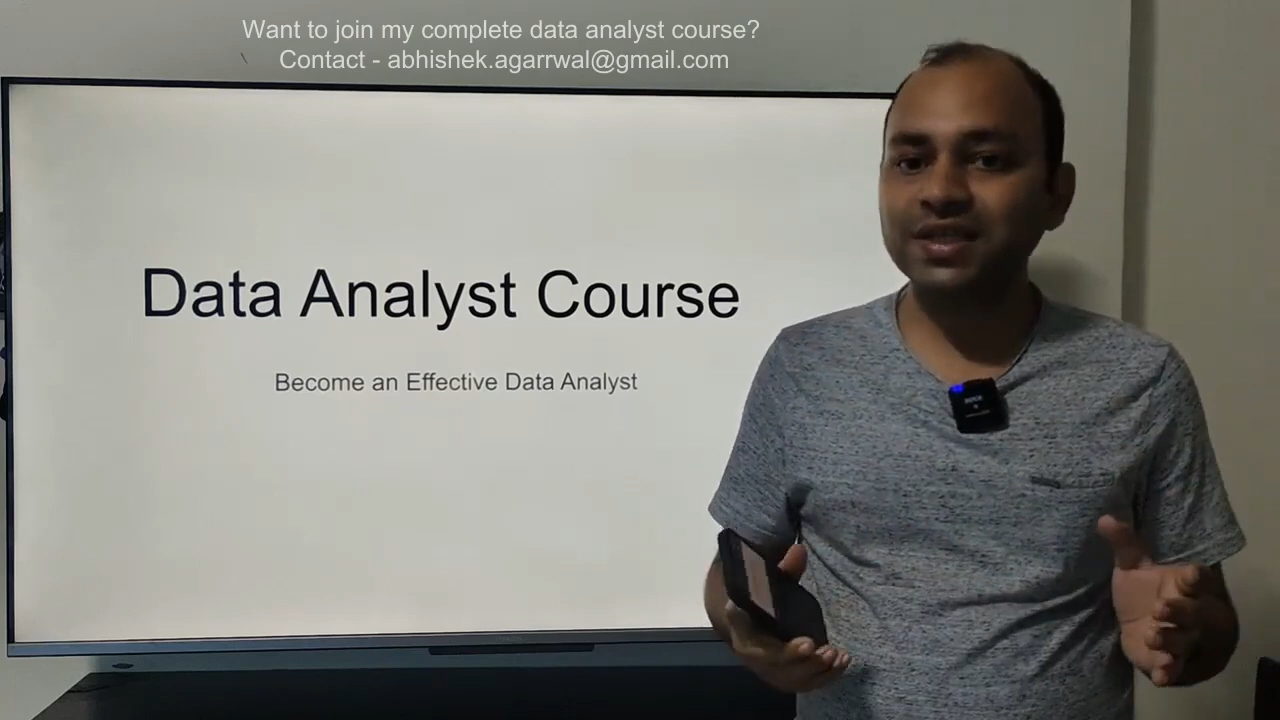 Want to join my complete data analyst course?
Contact - abhishek.agarrwal@gmail.com
Data Analyst Course
Become an Effective Data Analyst